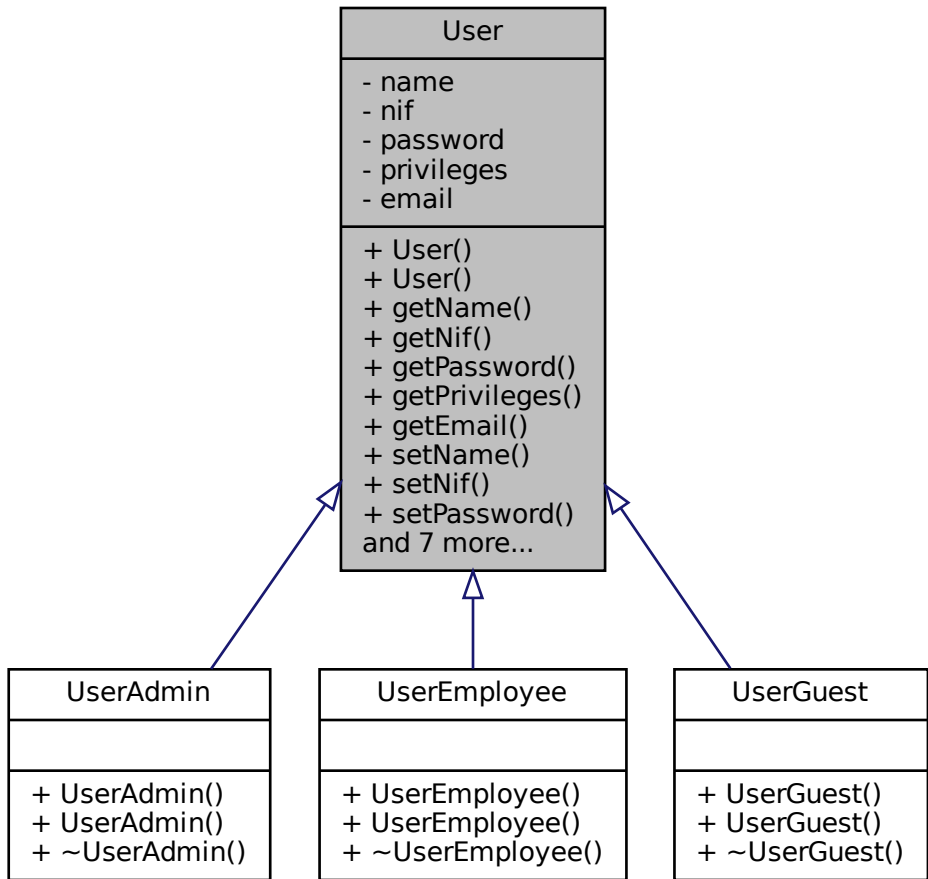 User
- name
- nif
- password
- privileges
- email
+ User()
+ User()
+ getName()
+ getNif()
+ getPassword()
+ getPrivileges()
+ getEmail()
+ setName()
+ setNif()
+ setPassword()
and 7 more...
UserAdmin
+ UserAdmin()
+ UserAdmin()
+ ~UserAdmin()
UserEmployee
+ UserEmployee()
+ UserEmployee()
+ ~UserEmployee()
UserGuest
+ UserGuest()
+ UserGuest()
+ ~UserGuest()